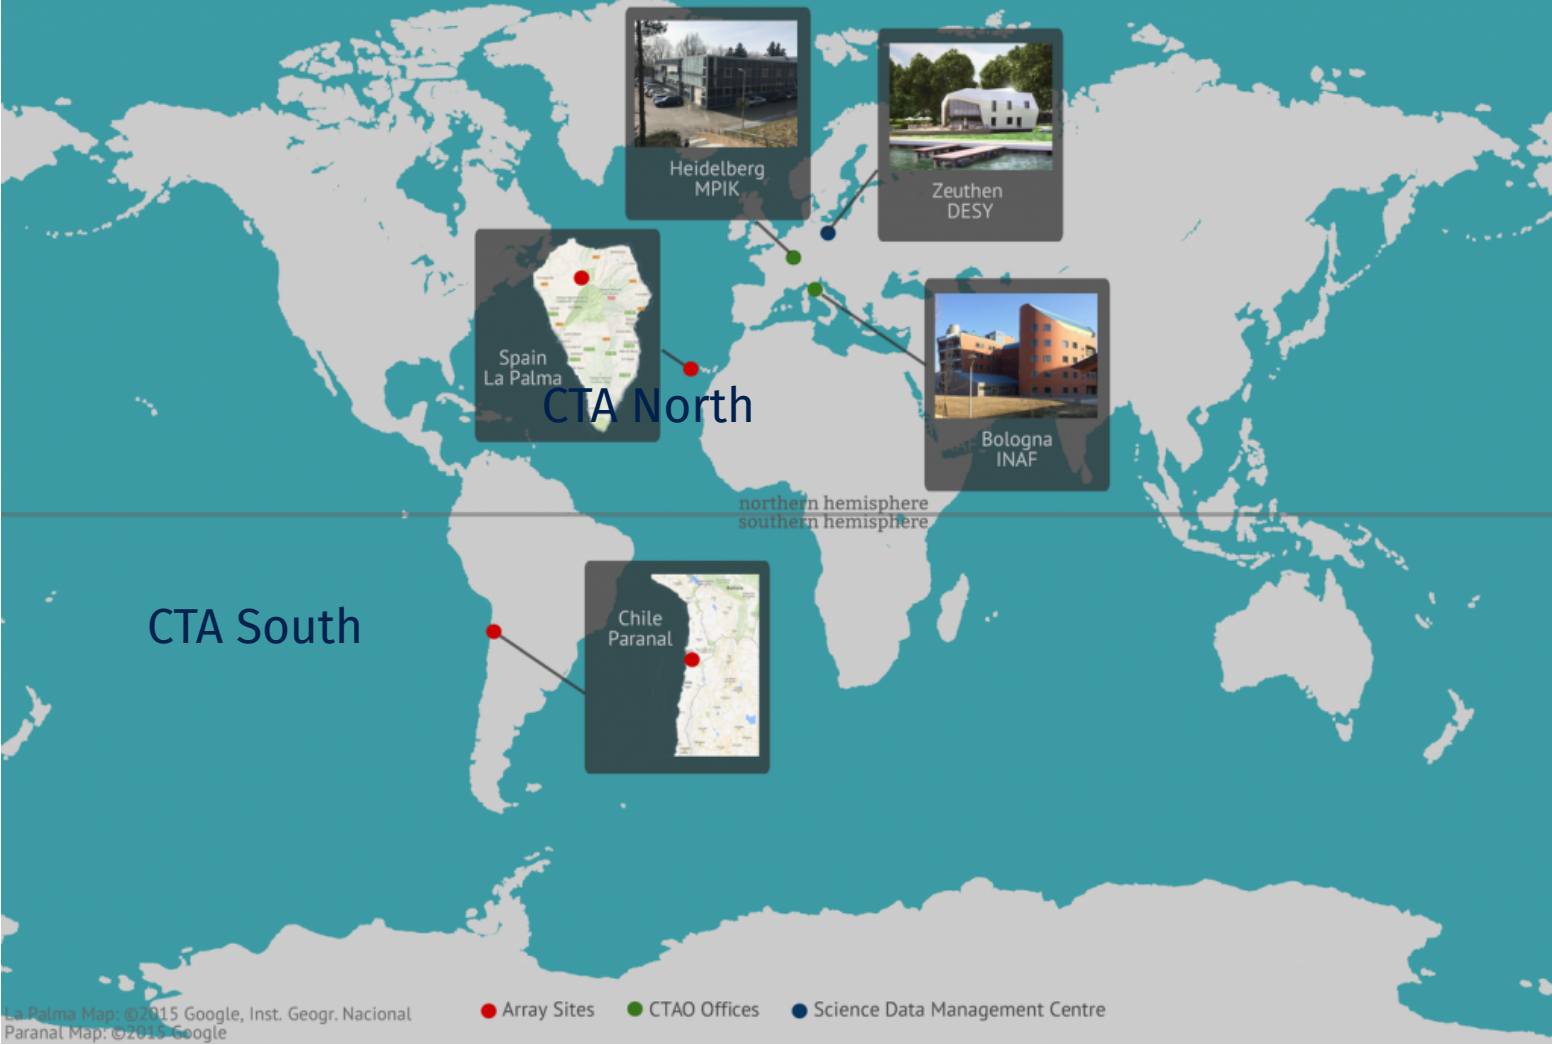 Heidelberg
MPIK
Zeuthen
DESY
Spain
La Palma
CTA North
Bologna
INAF
northern hemisphere
southern hemisphere
CTA South
Chile
Paranal
La Palma Map: ©2015 Google, Inst. Geogr. Nacional
Paranal Map: ©2015 Google
Array Sites
CTAO Offices
Science Data Management Centre